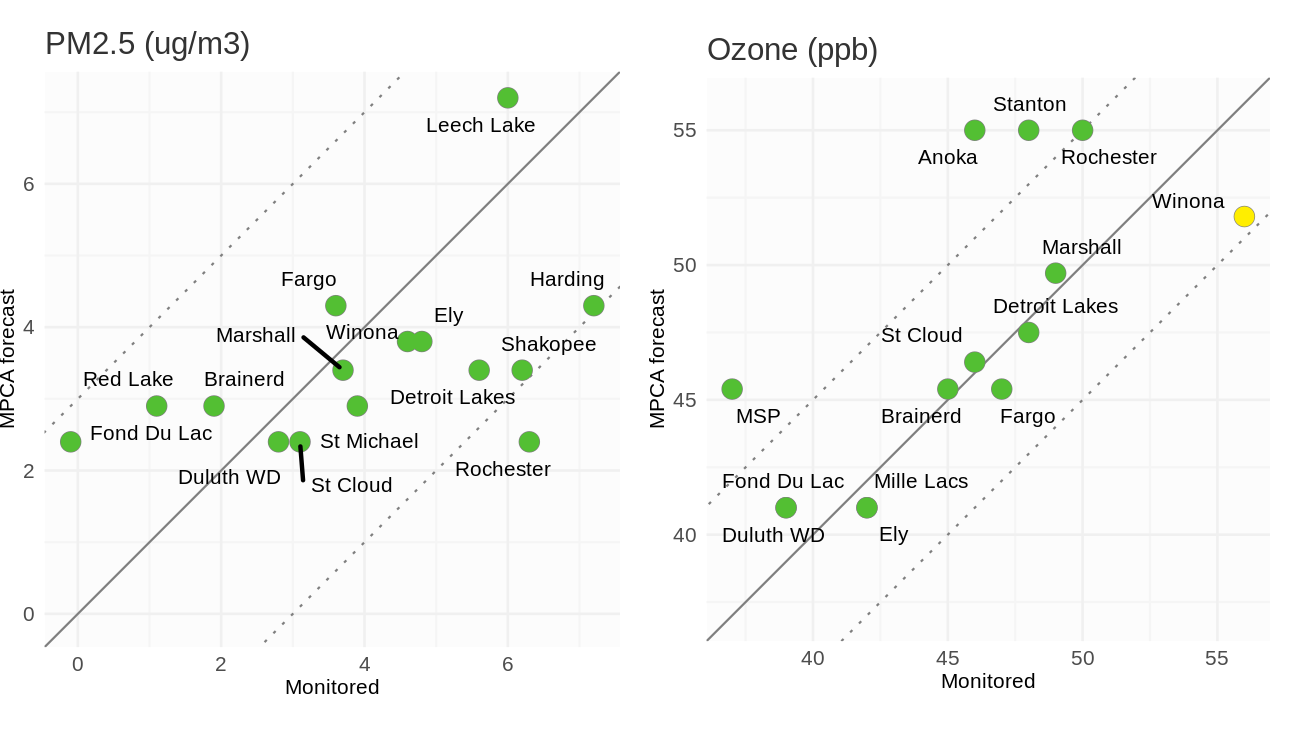 PM2.5 (ug/m3)
Leech Lake
Fargo
Harding
Marshall
Winona
Ely
Shakopee
Red Lake
Brainerd
Detroit Lakes
Fond Du Lac
St Michael
Rochester
Duluth WD
St Cloud
6
4
2
0
0 2 4 6
Monitored
MPCA forecast
Ozone (ppb)
Stanton
Anoka
Rochester
Winona
Marshall
Detroit Lakes
St Cloud
MSP
Brainerd
Fargo
Fond Du Lac
Mille Lacs
Duluth WD
Ely
55
50
45
40
40 45 50 55
Monitored
MPCA forecast